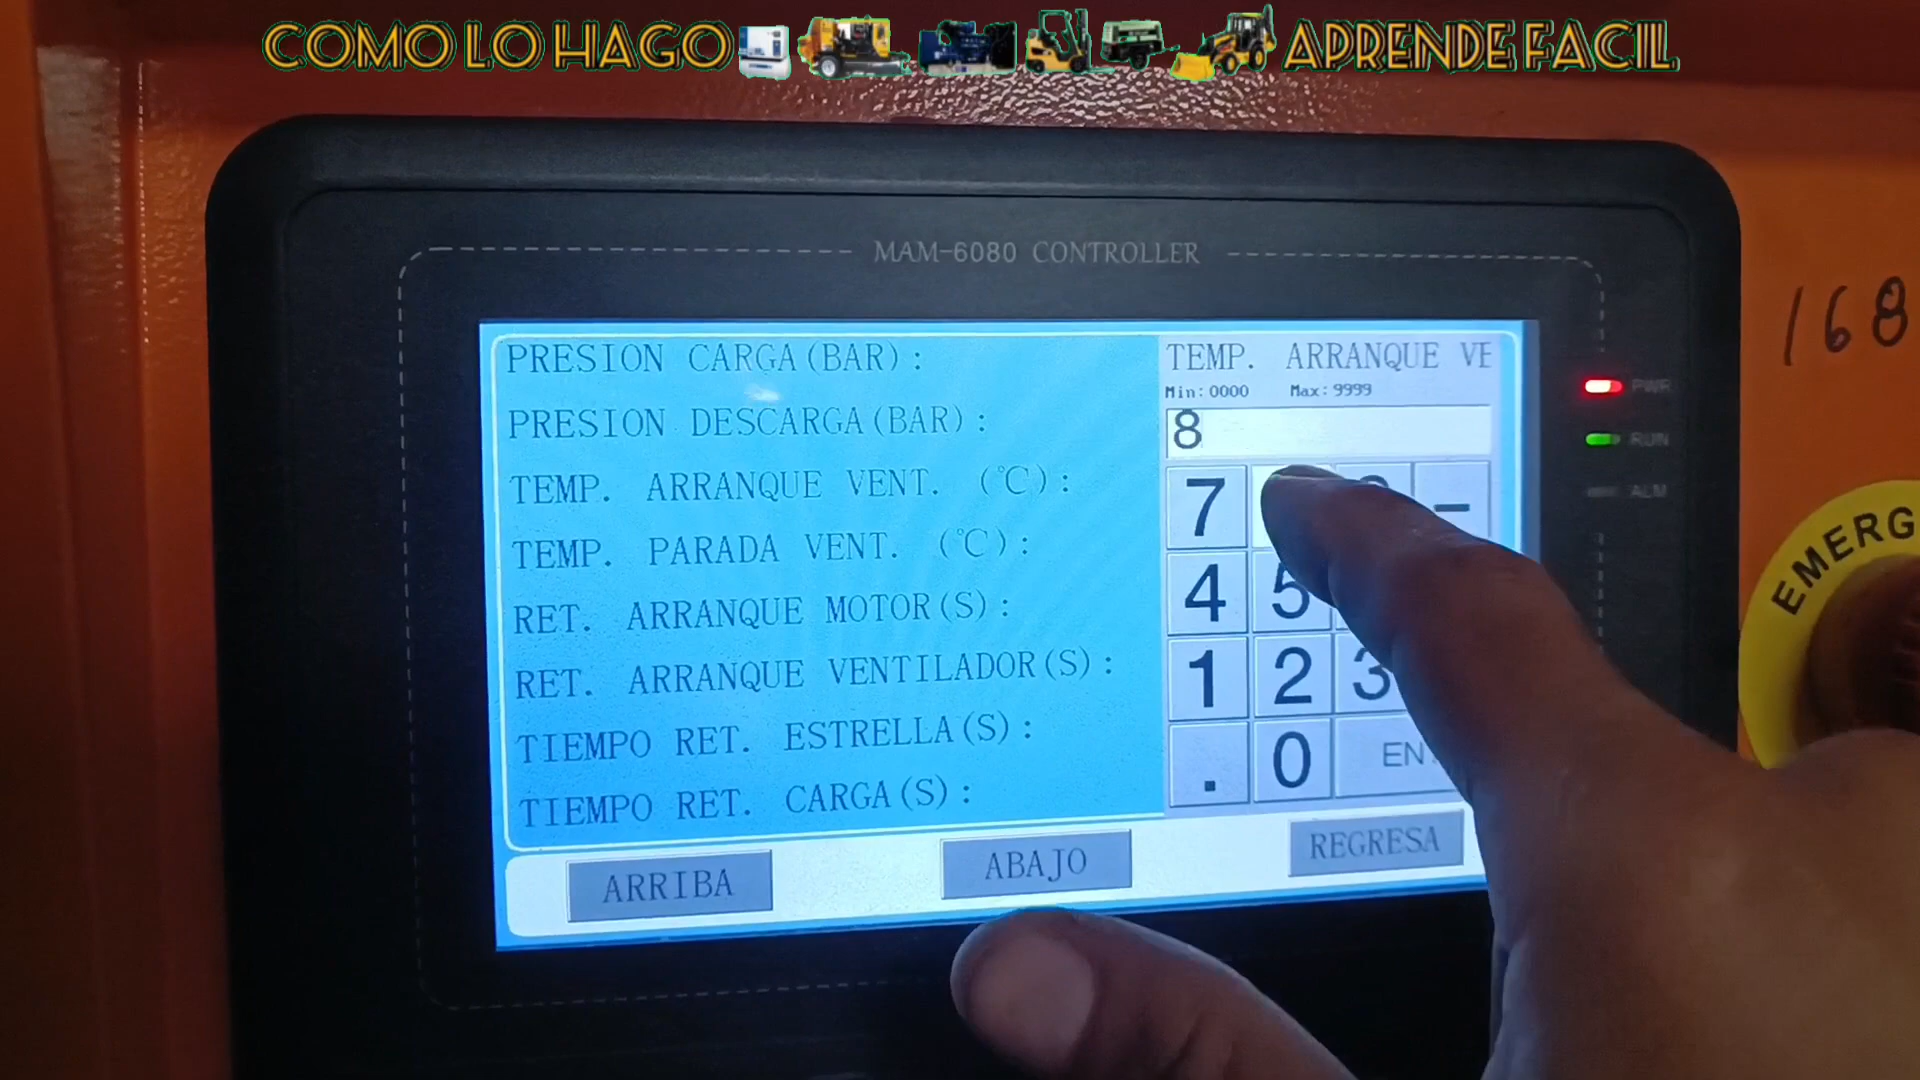 COMO LO HAGO APRENDE FACIL
MAM-6080 CONTROLLER
168
PRESION CARGA(BAR):
PRESION DESCARGA(BAR):
TEMP. ARRANQUE VENT. (℃):
TEMP. PARADA VENT. (℃):
RET. ARRANQUE MOTOR(S):
RET. ARRANQUE VENTILADOR(S):
TIEMPO RET. ESTRELLA(S):
TIEMPO RET. CARGA(S):
TEMP. ARRANQUE VE
Min:0000 Max:9999
8
7 -
4 5
1 2 3
. 0 EN
ARRIBA ABAJO REGRESA
PWR
RUN
ALM
EMERG